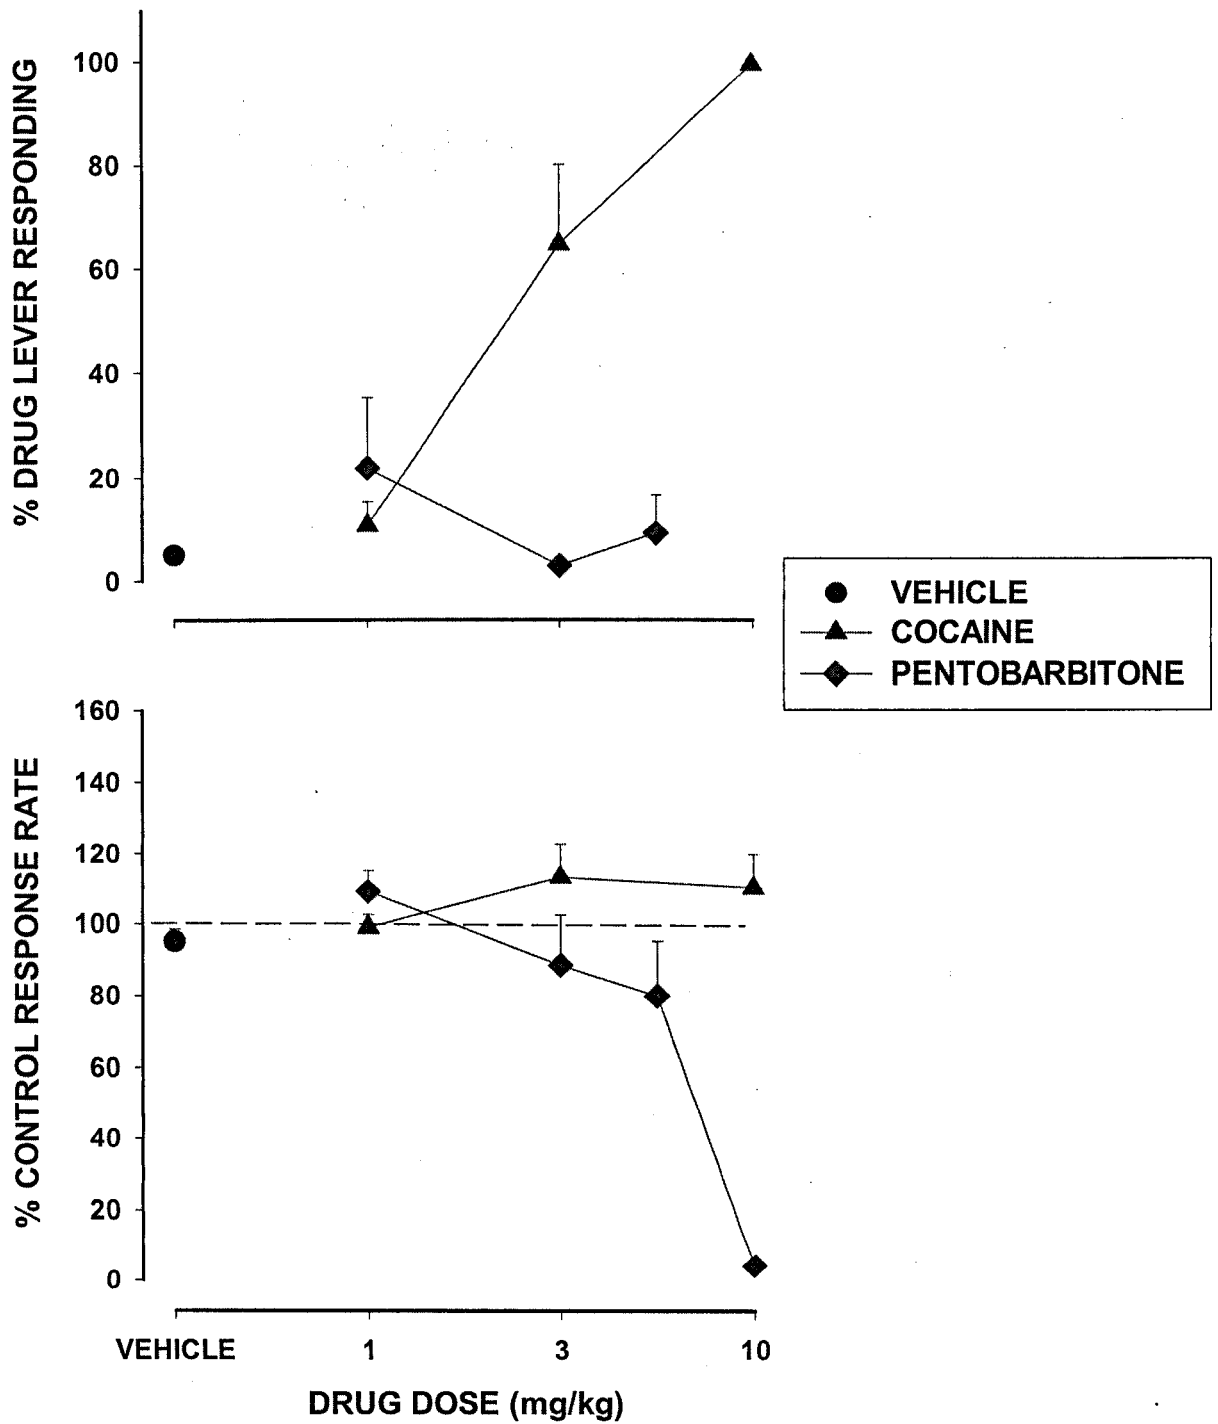 % DRUG LEVER RESPONDING
100
80
60
40
20
0
VEHICLE
COCAINE
PENTOBARBITONE
% CONTROL RESPONSE RATE
160
140
120
100
80
60
40
20
0
VEHICLE 1 3 10
DRUG DOSE (mg/kg)